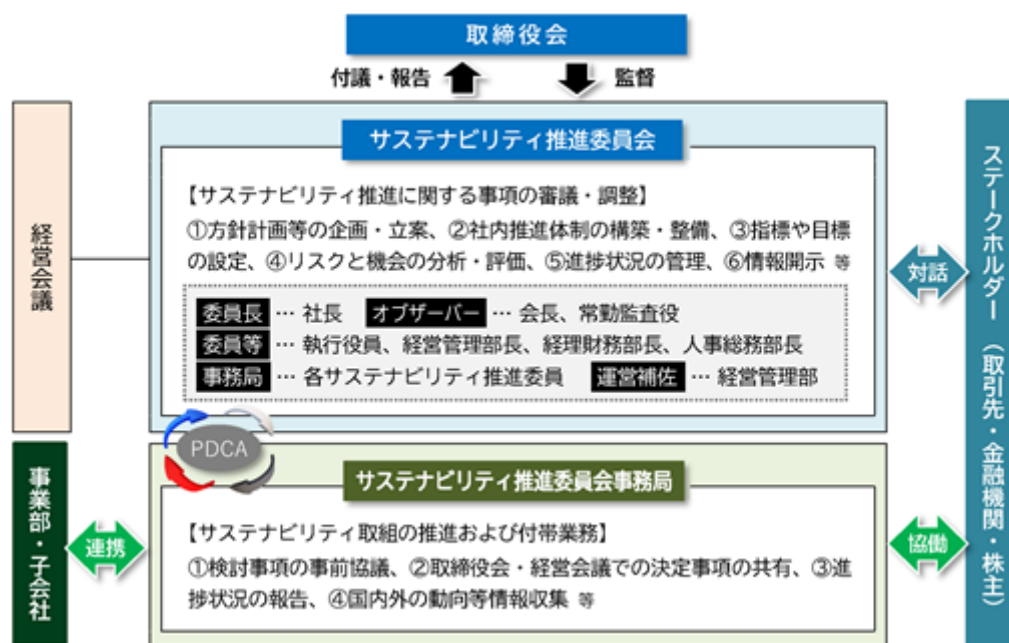 取締役会
付議・報告
監督
経営会議
サステナビリティ推進委員会
【サステナビリティ推進に関する事項の審議・調整】
①方針計画等の企画・立案、②社内推進体制の構築・整備、③指標や目標
の設定、④リスクと機会の分析・評価、⑤進捗状況の管理、⑥情報開示 等
委員長 … 社長 オブザーバー … 会長、常勤監査役
委員等 … 執行役員、経営管理部長、経理財務部長、人事総務部長
事務局 … 各サステナビリティ推進委員 運営補佐 … 経営管理部
対話
ステークホルダー（取引先・金融機関・株主）
PDCA
事業部・子会社
連携
サステナビリティ推進委員会事務局
【サステナビリティ取組の推進および付帯業務】
①検討事項の事前協議、②取締役会・経営会議での決定事項の共有、③進
捗状況の報告、④国内外の動向等情報収集 等
協働